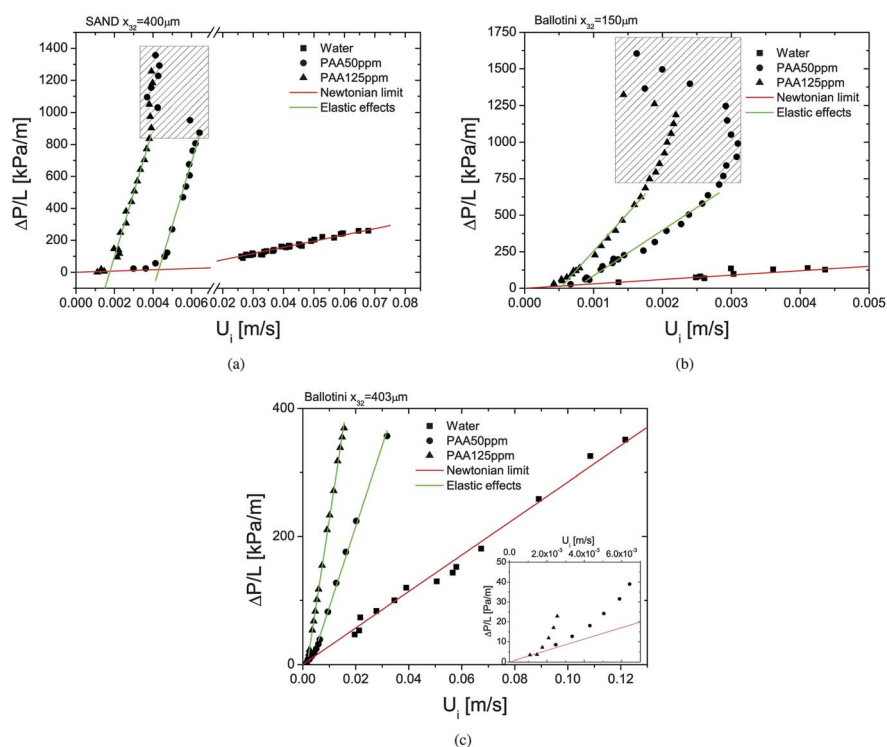 SAND x32=400μm
Ballotini x32=150μm
1400
1200
1000
800
600
400
200
0
ΔP/L [kPa/m]
Water
PAA50ppm
PAA125ppm
Newtonian limit
Elastic effects
0.000 0.002 0.004 0.006 0.02 0.03 0.04 0.05 0.06 0.07 0.08
Ui [m/s]
(a)
1750
1500
1250
1000
750
500
250
0
ΔP/L [kPa/m]
Water
PAA50ppm
PAA125ppm
Newtonian limit
Elastic effects
0.000 0.001 0.002 0.003 0.004 0.005
Ui [m/s]
(b)
Ballotini x32=403μm
400
200
0
ΔP/L [kPa/m]
Water
PAA50ppm
PAA125ppm
Newtonian limit
Elastic effects
Ui [m/s]
0.0 2.0x10-3 4.0x10-3 6.0x10-3
50
40
30
20
10
0
ΔP/L [Pa/m]
0.00 0.02 0.04 0.06 0.08 0.10 0.12
Ui [m/s]
(c)